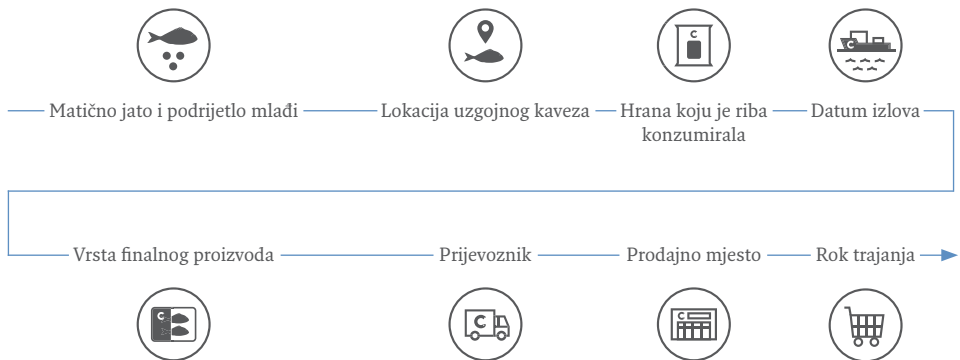 Matično jato i podrijetlo mlađi
Lokacija uzgojnog kaveza
Hrana koju je riba
konzumirala
Datum izlova
Vrsta finalnog proizvoda
Prijevoznik
Prodajno mjesto
Rok trajanja
C
C
C
C
C